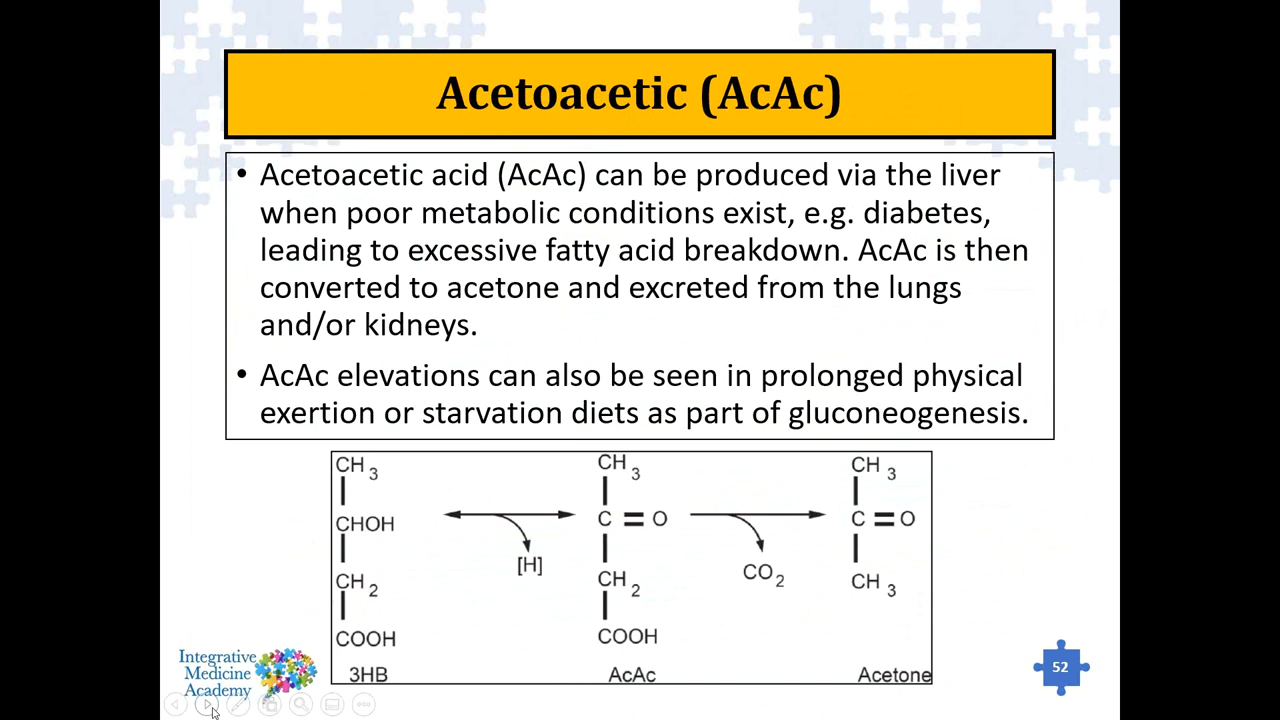 Acetoacetic (AcAc)
• Acetoacetic acid (AcAc) can be produced via the liver
when poor metabolic conditions exist, e.g. diabetes,
leading to excessive fatty acid breakdown. AcAc is then
converted to acetone and excreted from the lungs
and/or kidneys.
• AcAc elevations can also be seen in prolonged physical
exertion or starvation diets as part of gluconeogenesis.
CH3
CHOH
CH2
COOH
3HB
[H]
CH3
C=O
CH2
COOH
AcAc
CO2
CH3
C=O
CH3
Acetone
Integrative
Medicine
Academy
52